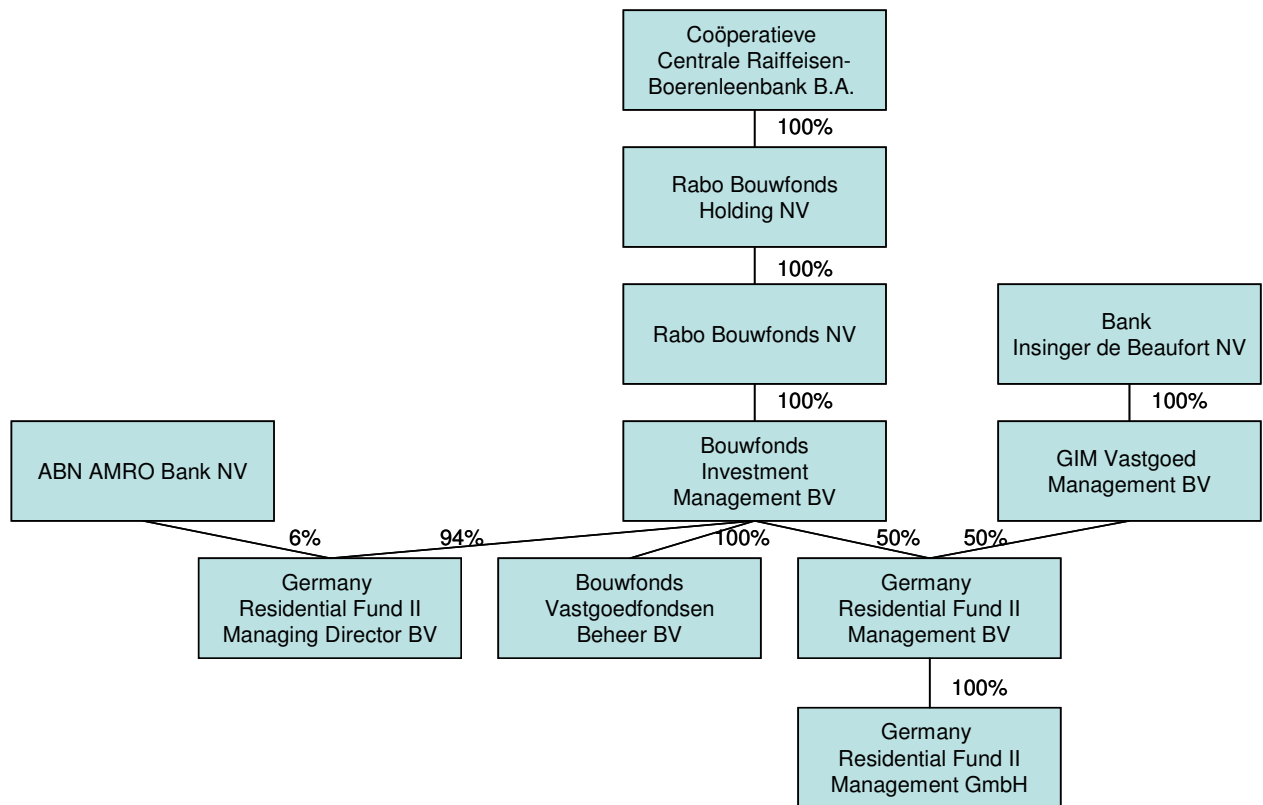 Coöperatieve
Centrale Raiffeisen-
Boerenleenbank B.A.
100%
Rabo Bouwfonds
Holding NV
100%
Rabo Bouwfonds NV
Bank
Insinger de Beaufort NV
100%
100%
ABN AMRO Bank NV
Bouwfonds
Investment
Management BV
GIM Vastgoed
Management BV
6%
94%
100%
50%
50%
Germany
Residential Fund II
Managing Director BV
Bouwfonds
Vastgoedfondsen
Beheer BV
Germany
Residential Fund II
Management BV
100%
Germany
Residential Fund II
Management GmbH